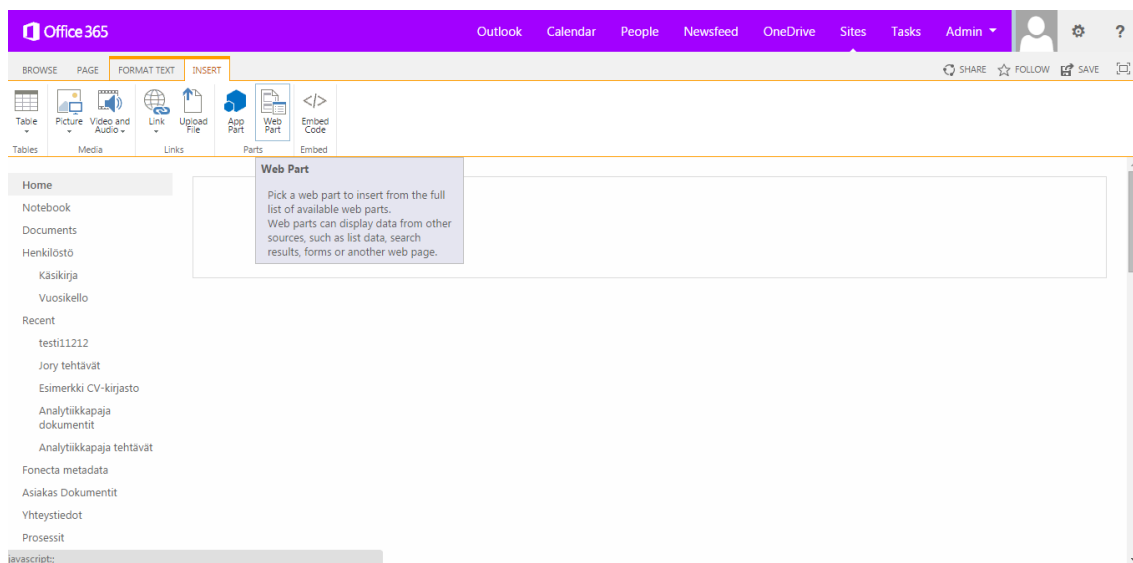 Office 365
Outlook Calendar People Newsfeed OneDrive Sites Tasks Admin
?
BROWSE PAGE FORMAT TEXT INSERT
SHARE FOLLOW SAVE
Table
Picture
Video and
Audio
Link
Upload
File
App
Part
Web
Part
</>
Embed
Code
Tables Media Links Parts Embed
Web Part
Pick a web part to insert from the full
list of available web parts.
Web parts can display data from other
sources, such as list data, search
results, forms or another web page.
Home
Notebook
Documents
Henkilöstö
Käsikirja
Vuosikello
Recent
testi11212
Jory tehtävät
Esimerkki CV-kirjasto
Analytiikkapaja
dokumentit
Analytiikkapaja tehtävät
Fonecta metadata
Asiakas Dokumentit
Yhteystiedot
Prosessit
javascript:;